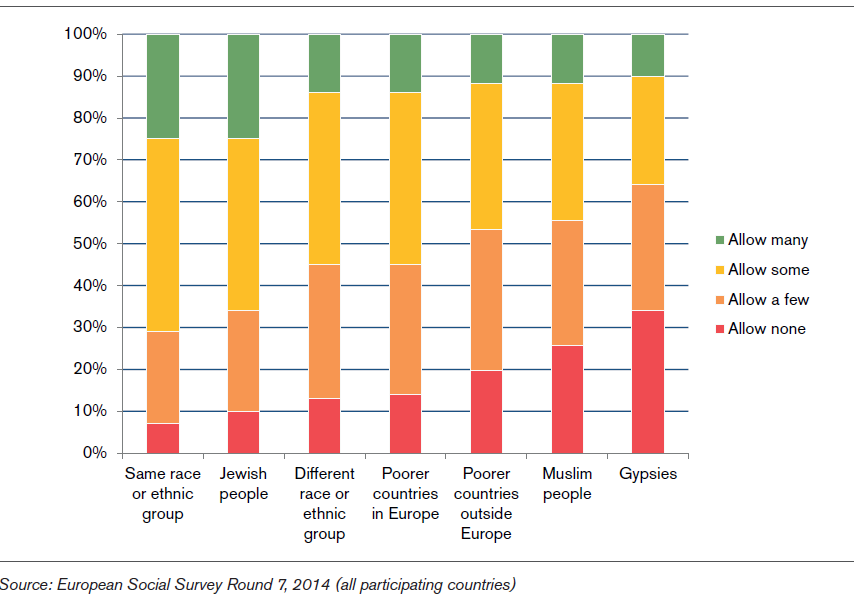 100%
90%
80%
70%
60%
50%
40%
30%
20%
10%
0%
Same race
or ethnic
group
Jewish
people
Different
race or
ethnic
group
Poorer
countries
in Europe
Poorer
countries
outside
Europe
Muslim
people
Gypsies
Allow many
Allow some
Allow a few
Allow none
Source: European Social Survey Round 7, 2014 (all participating countries)